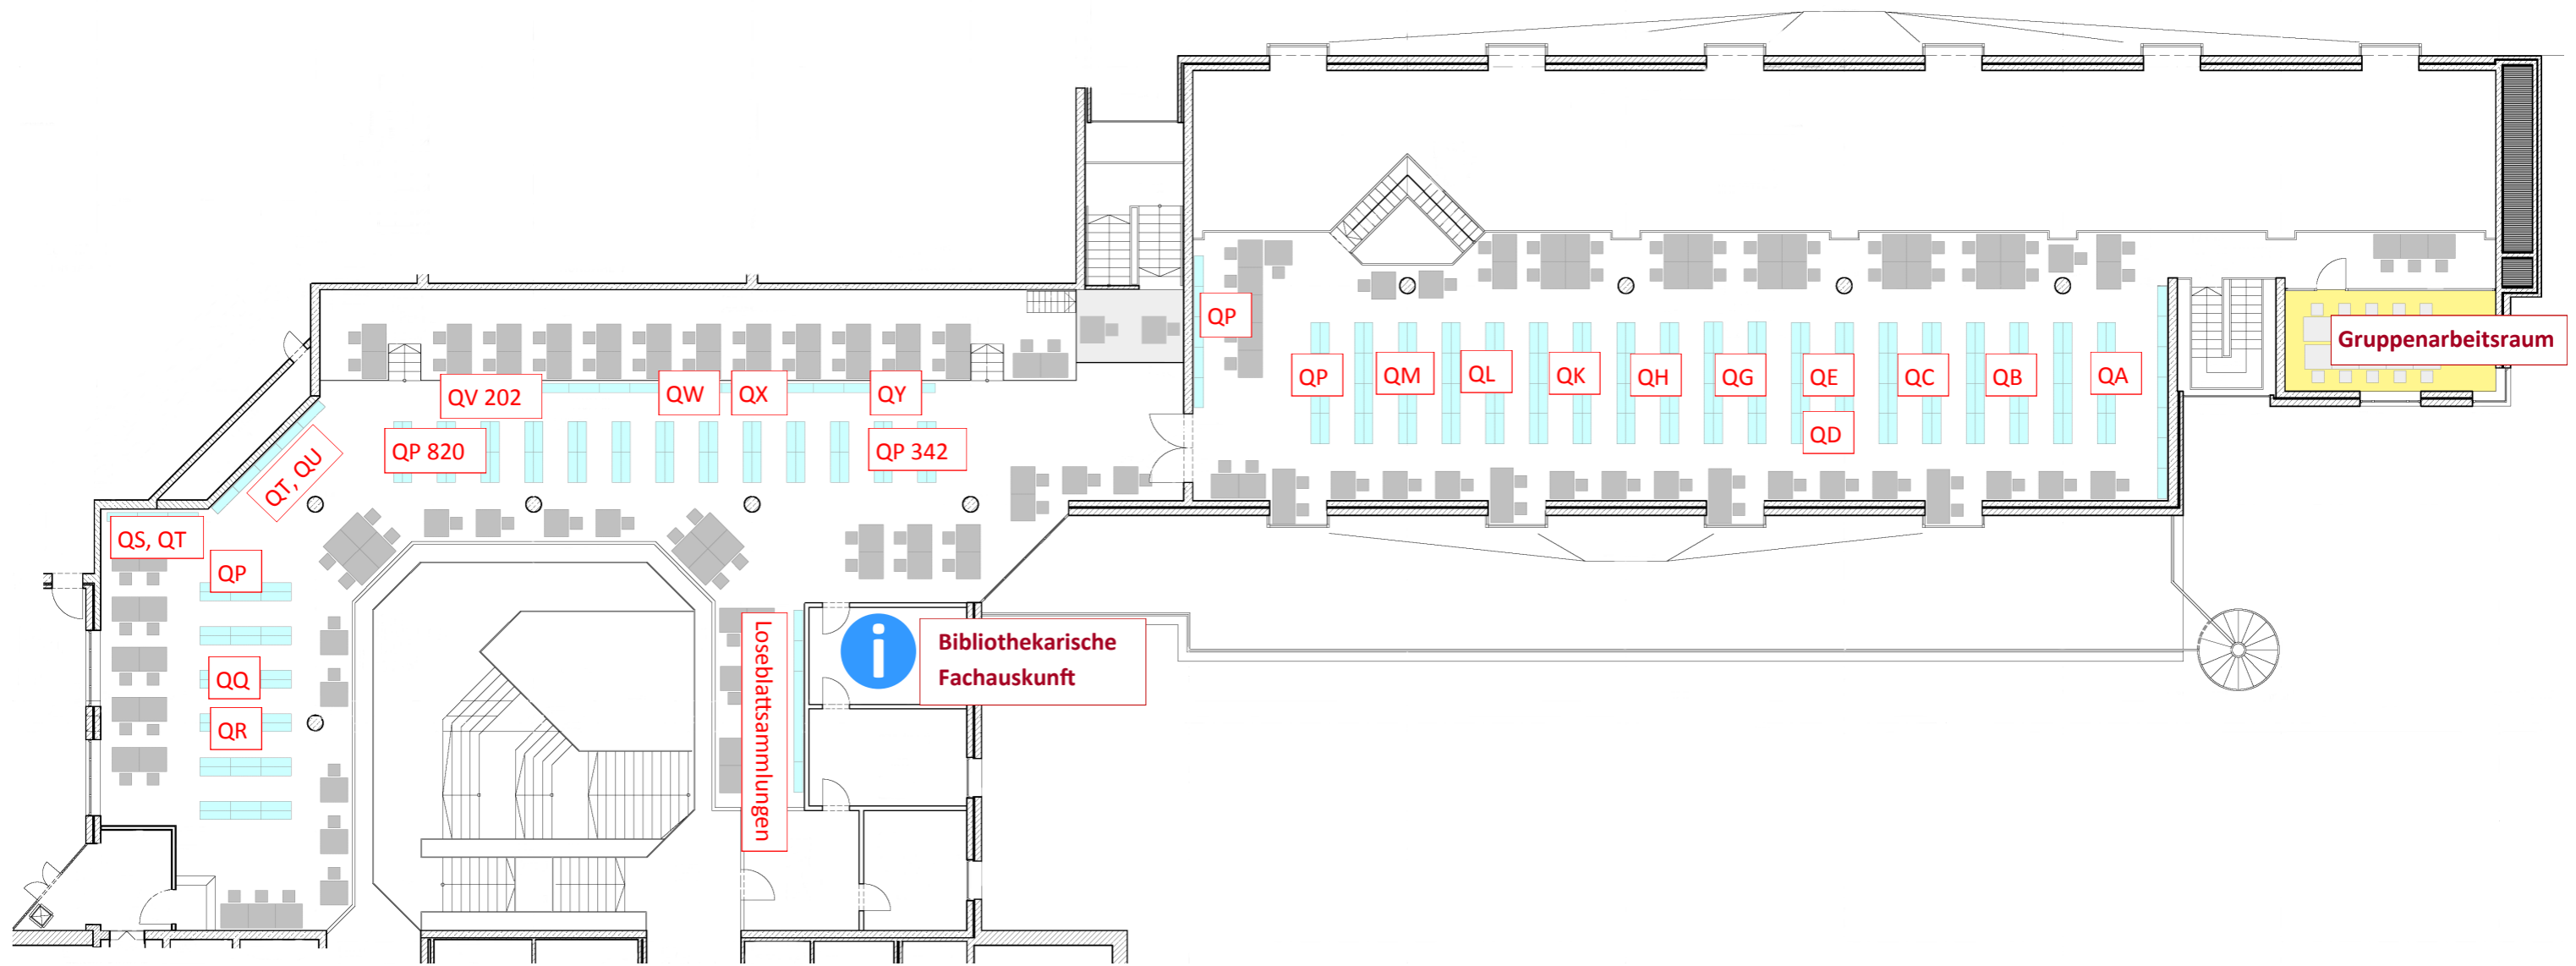 QP
QP
QM
QL
QK
QH
QG
QE
QD
QC
QB
QA
Gruppenarbeitsraum
QV 202
QW
QX
QY
QP 820
QP 342
QT, QU
QS, QT
QP
QQ
QR
Loseblattsammlungen
i
Bibliothekarische
Fachauskunft